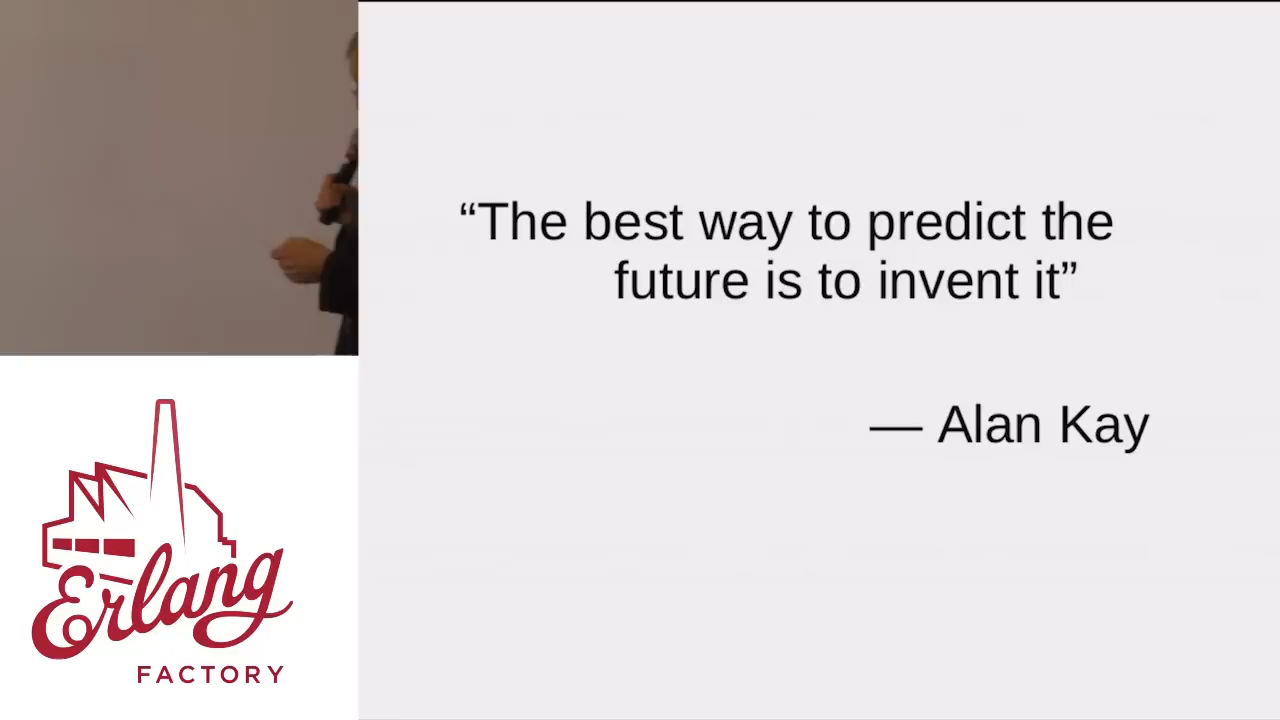 “The best way to predict the
future is to invent it”
— Alan Kay
Erlang
FACTORY